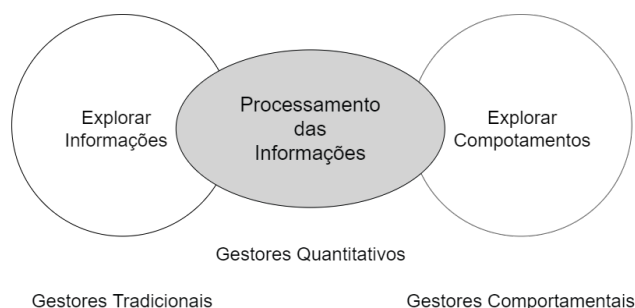 Explorar
Informações
Processamento
das
Informações
Explorar
Compotamentos
Gestores Quantitativos
Gestores Tradicionais
Gestores Comportamentais